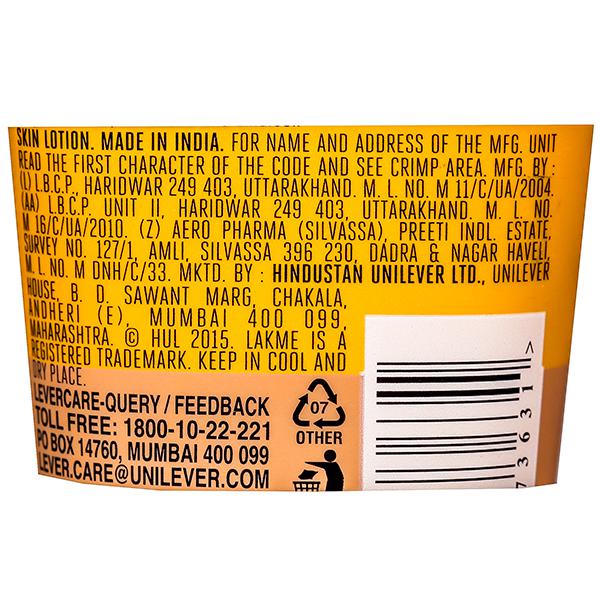 SKIN LOTION. MADE IN INDIA. FOR NAME AND ADDRESS OF THE MFG. UNIT
READ THE FIRST CHARACTER OF THE CODE AND SEE CRIMP AREA. MFG. BY :
(L) L.B.C.P., HARIDWAR 249 403, UTTARAKHAND. M. L. NO. M 11/C/UA/2004.
(AA) L.B.C.P. UNIT II, HARIDWAR 249 403, UTTARAKHAND. M. L. NO.
M 16/C/UA/2010. (Z) AERO PHARMA (SILVASSA), PREETI INDL. ESTATE,
SURVEY NO. 127/1, AMLI, SILVASSA 396 230, DADRA & NAGAR HAVELI,
M. L. NO. M DNH/C/33. MKTD. BY : HINDUSTAN UNILEVER LTD., UNILEVER
HOUSE, B. D. SAWANT MARG, CHAKALA,
ANDHERI (E), MUMBAI 400 099,
MAHARASHTRA. © HUL 2015. LAKME IS A
REGISTERED TRADEMARK. KEEP IN COOL AND
DRY PLACE.
LEVERCARE-QUERY / FEEDBACK
TOLL FREE: 1800-10-22-221
PO BOX 14760, MUMBAI 400 099
LEVER.CARE@UNILEVER.COM
07
OTHER
73631 >